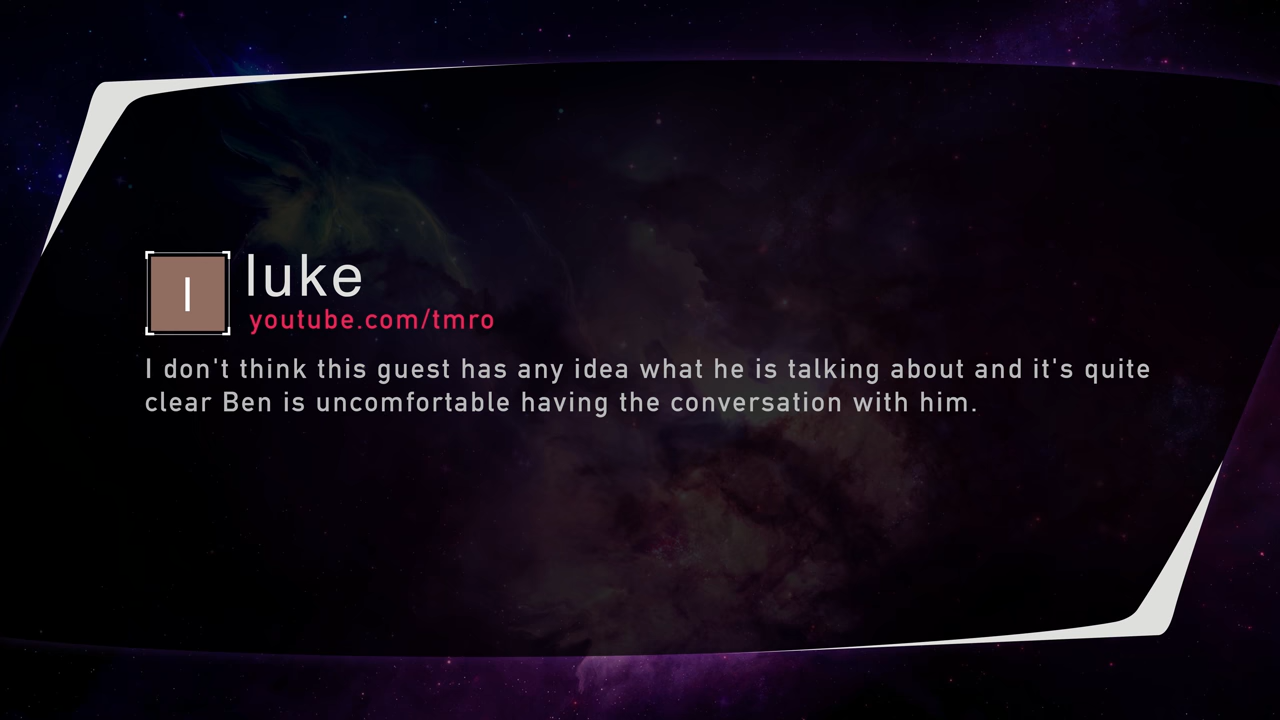 l
luke
youtube.com/tmro
I don't think this guest has any idea what he is talking about and it's quite
clear Ben is uncomfortable having the conversation with him.